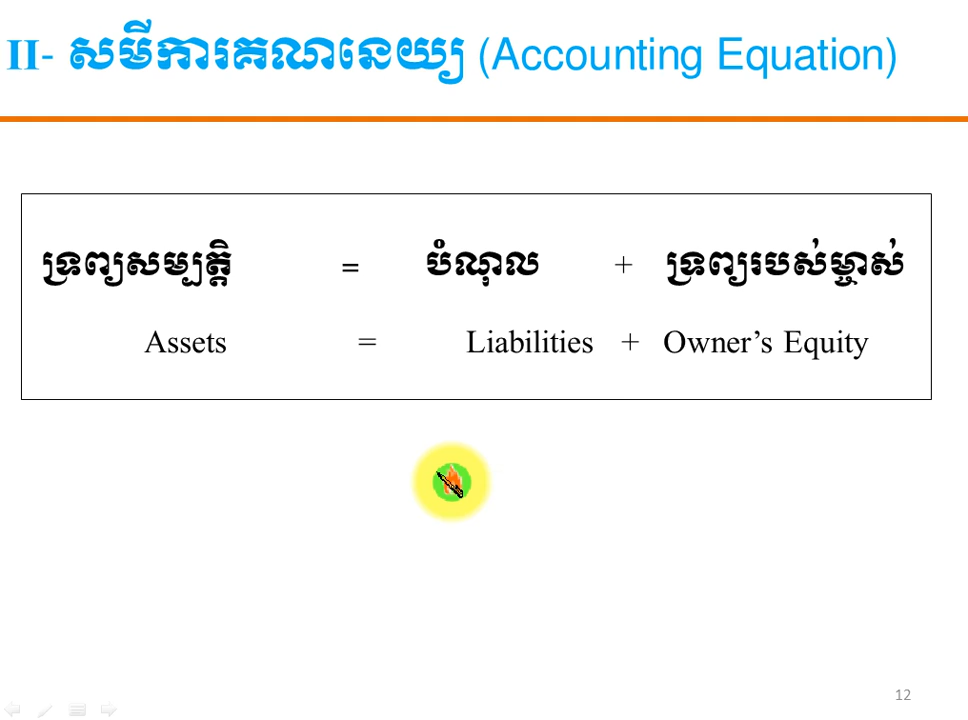 II- សមីការគណនេយ្យ (Accounting Equation)
ទ្រព្យសម្បត្តិ = បំណុល + ទ្រព្យរបស់ម្ចាស់
Assets = Liabilities + Owner’s Equity
12